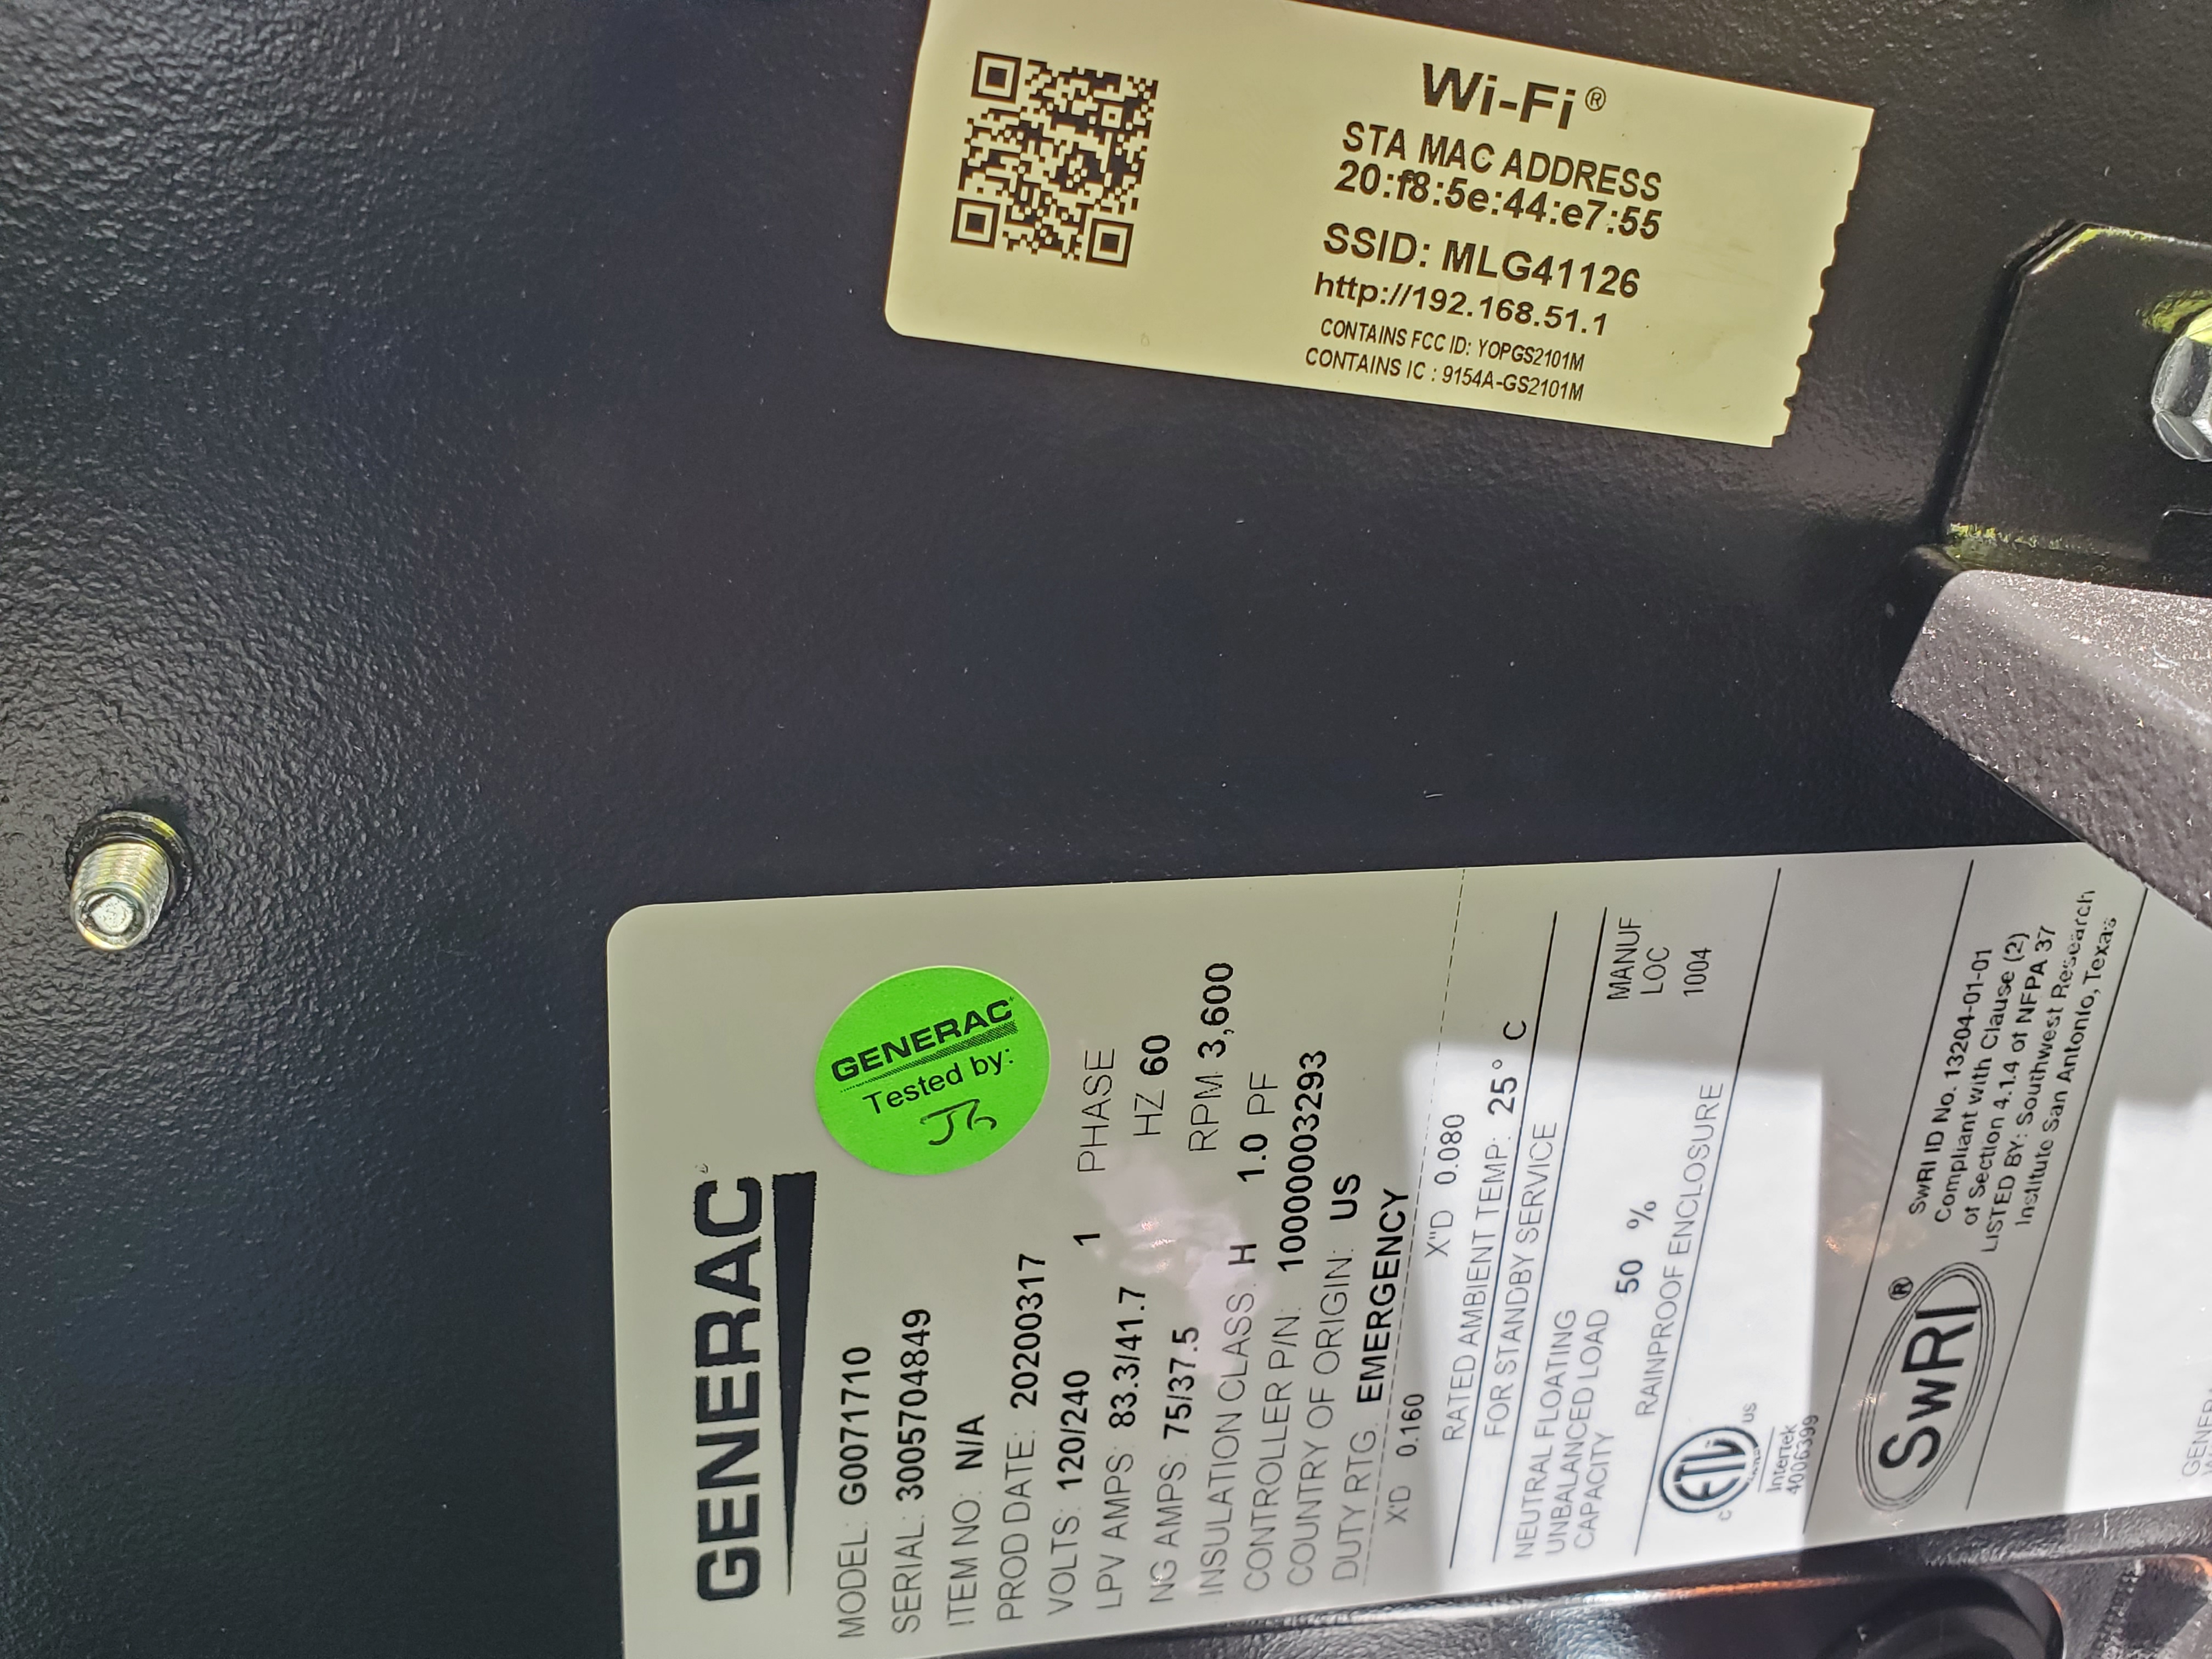 Wi-Fi®
STA MAC ADDRESS
20:f8:5e:44:e7:55
SSID: MLG41126
http://192.168.51.1
CONTAINS FCC ID: YOPGS2101M
CONTAINS IC : 9154A-GS2101M
GENERAC
GENERAC
Tested by:
MODEL: G0071710
SERIAL: 3005704849
ITEM NO: N/A
PROD DATE: 20200317
VOLTS: 120/240 1 PHASE
LPV AMPS: 83.3/41.7 HZ 60
NG AMPS: 75/37.5 RPM 3,600
INSULATION CLASS: H 1.0 PF
CONTROLLER P/N: 10000003293
COUNTRY OF ORIGIN: US
DUTY RTG. EMERGENCY
X'D 0.160 X"D 0.080
RATED AMBIENT TEMP: 25° C
FOR STANDBY SERVICE
NEUTRAL FLOATING
UNBALANCED LOAD
CAPACITY 50 %
MANUF
LOC
1004
RAINPROOF ENCLOSURE
C ETL US
Intertek
4006399
SwRI®
SwRI ID No. 13204-01-01
Compliant with Clause (2)
of Section 4.1.4 of NFPA 37
LISTED BY: Southwest Research
Institute San Antonio, Texas